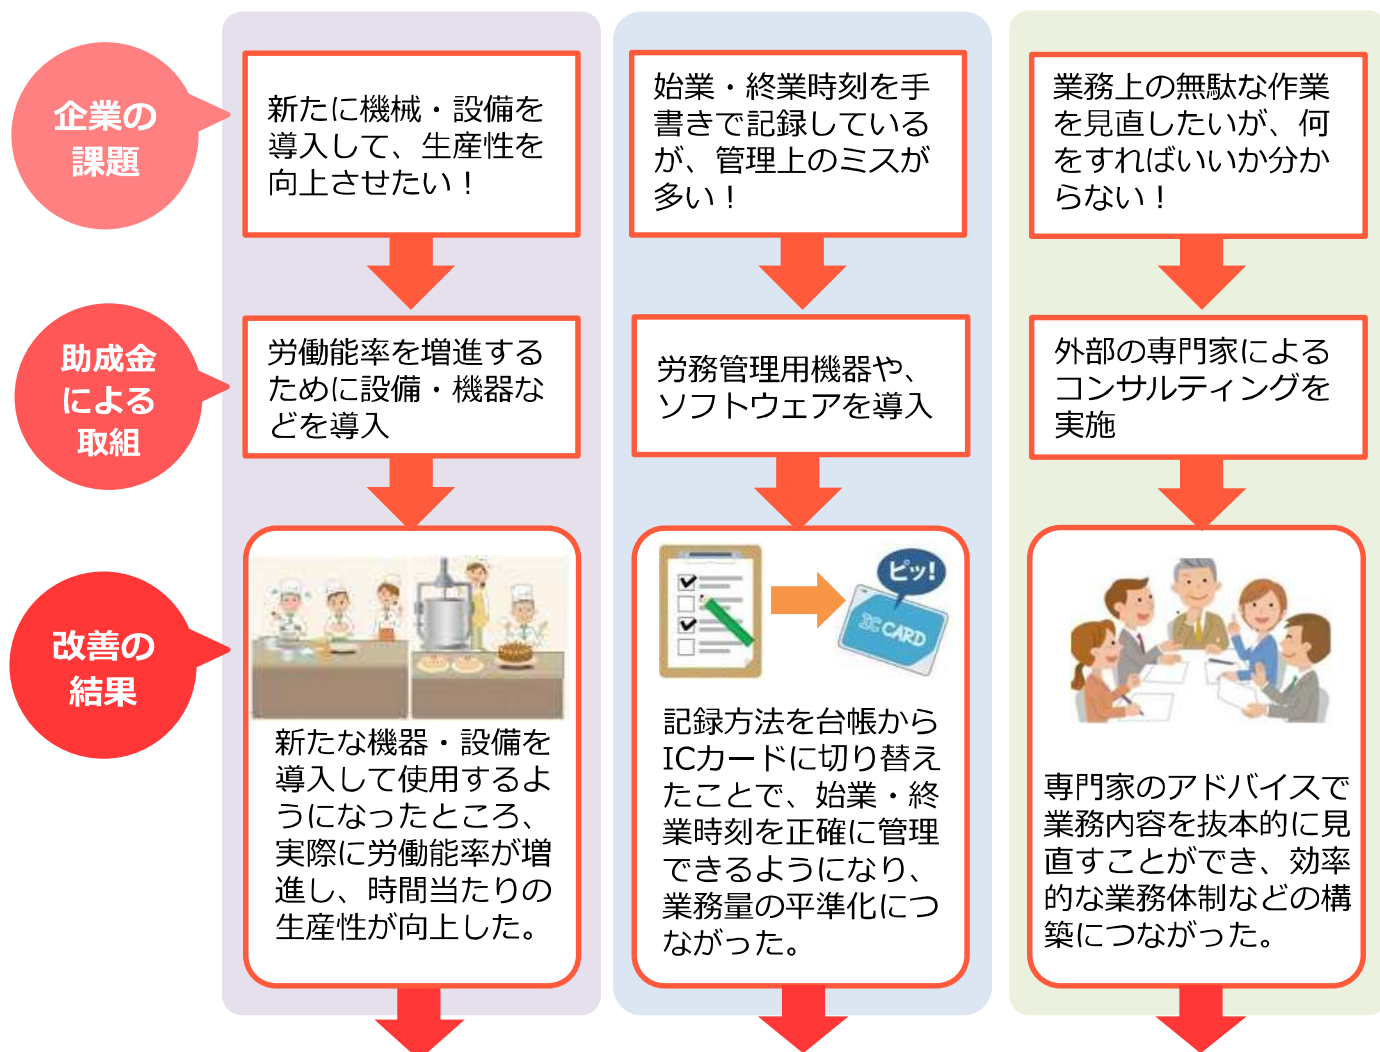 企業の
課題
新たに機械・設備を
導入して、生産性を
向上させたい！
始業・終業時刻を手
書きで記録している
が、管理上のミスが
多い！
業務上の無駄な作業
を見直したいが、何
をすればいいか分か
らない！
助成金
による
取組
労働能率を増進する
ために設備・機器な
どを導入
労務管理用機器や、
ソフトウェアを導入
外部の専門家による
コンサルティングを
実施
改善の
結果
新たな機器・設備を
導入して使用するよ
うになったところ、
実際に労働能率が増
進し、時間当たりの
生産性が向上した。
ピッ!
IC CARD
記録方法を台帳から
ICカードに切り替え
たことで、始業・終
業時刻を正確に管理
できるようになり、
業務量の平準化につ
ながった。
専門家のアドバイスで
業務内容を抜本的に見
直すことができ、効率
的な業務体制などの構
築につながった。